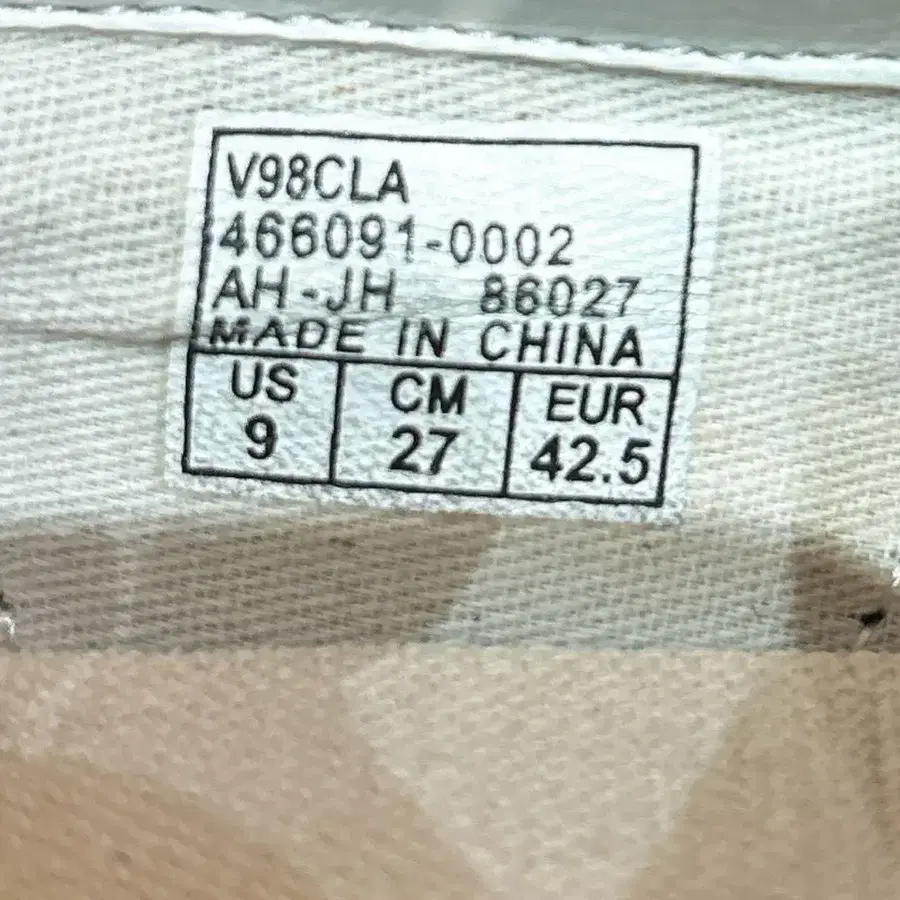 V98CLA
466091-0002
AH-JH 86027
MADE IN CHINA
US CM EUR
9 27 42.5